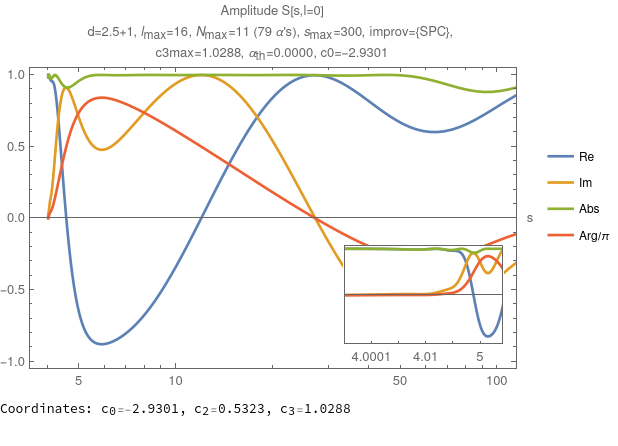 Amplitude S[s,l=0]
d=2.5+1, lmax=16, Nmax=11 (79 α's), smax=300, improv={SPC},
c3max=1.0288, αth=0.0000, c0=-2.9301
1.0
0.5
0.0
-0.5
-1.0
5
10
50
100
s
4.0001
4.01
5
Re
Im
Abs
Arg/π
Coordinates: c0=-2.9301, c2=0.5323, c3=1.0288